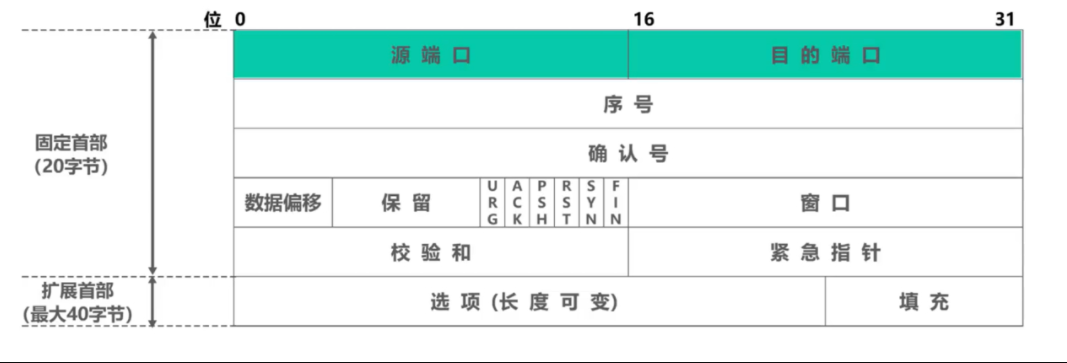 位 0 16 31
源 端 口 目 的 端 口
序 号
固定首部
(20字节)
确 认 号
数据偏移 保 留 URG ACK PSH RST SYN FIN 窗 口
校 验 和 紧 急 指 针
扩展首部
(最大40字节)
选 项 (长 度 可 变) 填 充